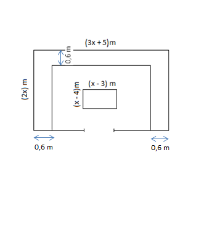 (3x + 5) m
0,6 m
(2x) m
(x - 3) m
(x - 4) m
0,6 m
0,6 m